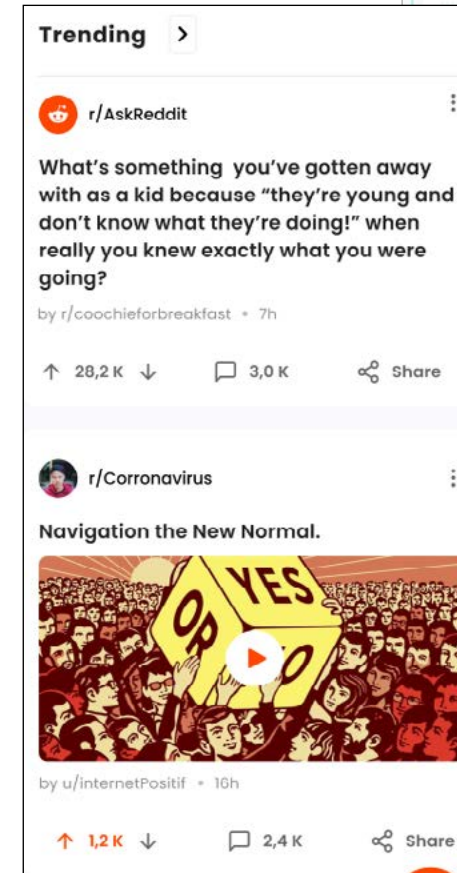 Trending
r/AskReddit
What's something you've gotten away
with as a kid because “they're young and
don't know what they're doing!” when
really you knew exactly what you were
going?
by r/coochieforbreakfast • 7h
28,2 K
3,0 K
Share
r/Corronavirus
Navigation the New Normal.
YES
OR
NO
by u/internetPositif • 16h
1,2 K
2,4 K
Share